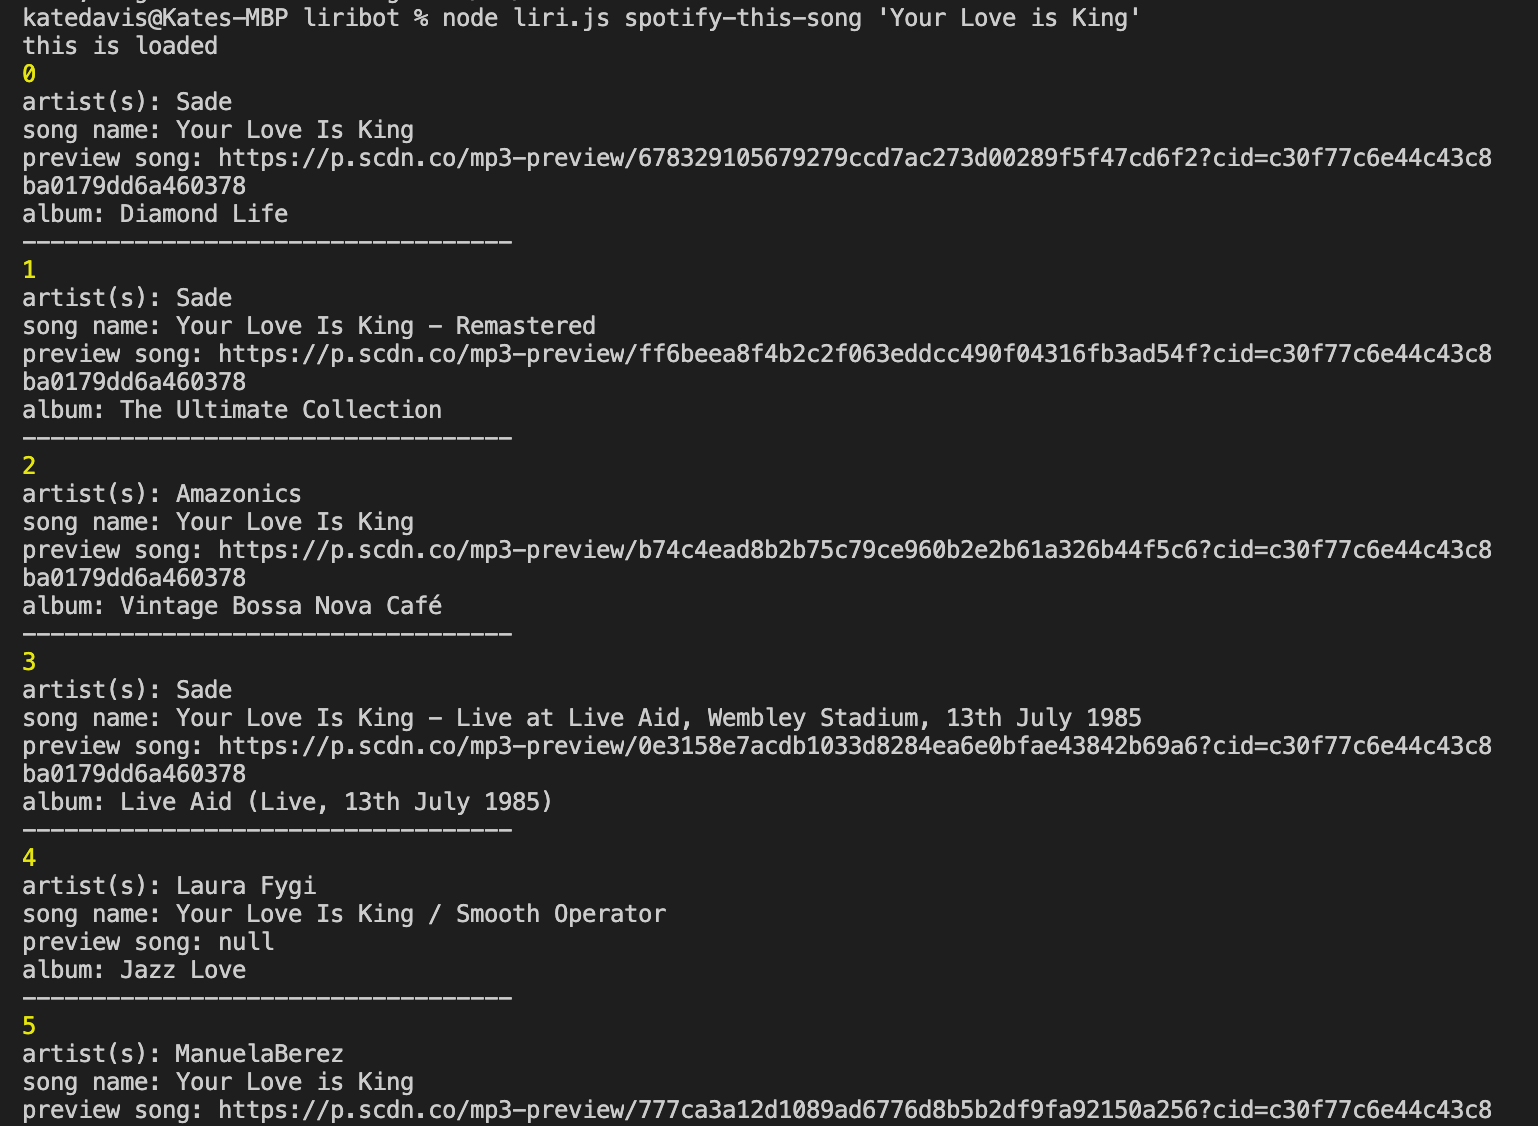 katedavis@Kates-MBP liribot % node liri.js spotify-this-song 'Your Love is King'
this is loaded
0
artist(s): Sade
song name: Your Love Is King
preview song: https://p.scdn.co/mp3-preview/678329105679279ccd7ac273d00289f5f47cd6f2?cid=c30f77c6e44c43c8
ba0179dd6a460378
album: Diamond Life
-----------------------------------
1
artist(s): Sade
song name: Your Love Is King - Remastered
preview song: https://p.scdn.co/mp3-preview/ff6beea8f4b2c2f063eddcc490f04316fb3ad54f?cid=c30f77c6e44c43c8
ba0179dd6a460378
album: The Ultimate Collection
-----------------------------------
2
artist(s): Amazonics
song name: Your Love Is King
preview song: https://p.scdn.co/mp3-preview/b74c4ead8b2b75c79ce960b2e2b61a326b44f5c6?cid=c30f77c6e44c43c8
ba0179dd6a460378
album: Vintage Bossa Nova Café
-----------------------------------
3
artist(s): Sade
song name: Your Love Is King - Live at Live Aid, Wembley Stadium, 13th July 1985
preview song: https://p.scdn.co/mp3-preview/0e3158e7acdb1033d8284ea6e0bfae43842b69a6?cid=c30f77c6e44c43c8
ba0179dd6a460378
album: Live Aid (Live, 13th July 1985)
-----------------------------------
4
artist(s): Laura Fygi
song name: Your Love Is King / Smooth Operator
preview song: null
album: Jazz Love
-----------------------------------
5
artist(s): ManuelaBerez
song name: Your Love is King
preview song: https://p.scdn.co/mp3-preview/777ca3a12d1089ad6776d8b5b2df9fa92150a256?cid=c30f77c6e44c43c8